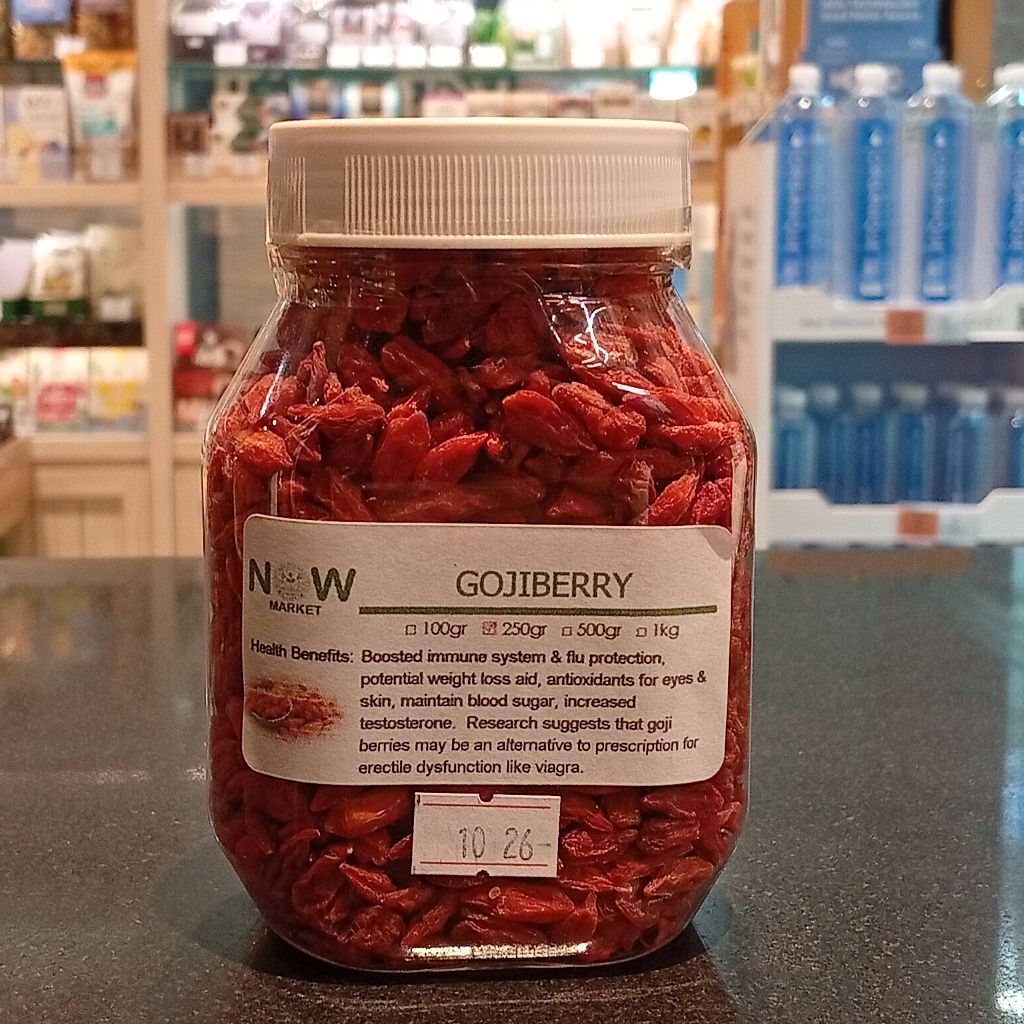 NOW
MARKET
GOJIBERRY
100gr 250gr 500gr 1kg
Health Benefits: Boosted immune system & flu protection,
potential weight loss aid, antioxidants for eyes &
skin, maintain blood sugar, increased
testosterone. Research suggests that goji
berries may be an alternative to prescription for
erectile dysfunction like viagra.
10 26-